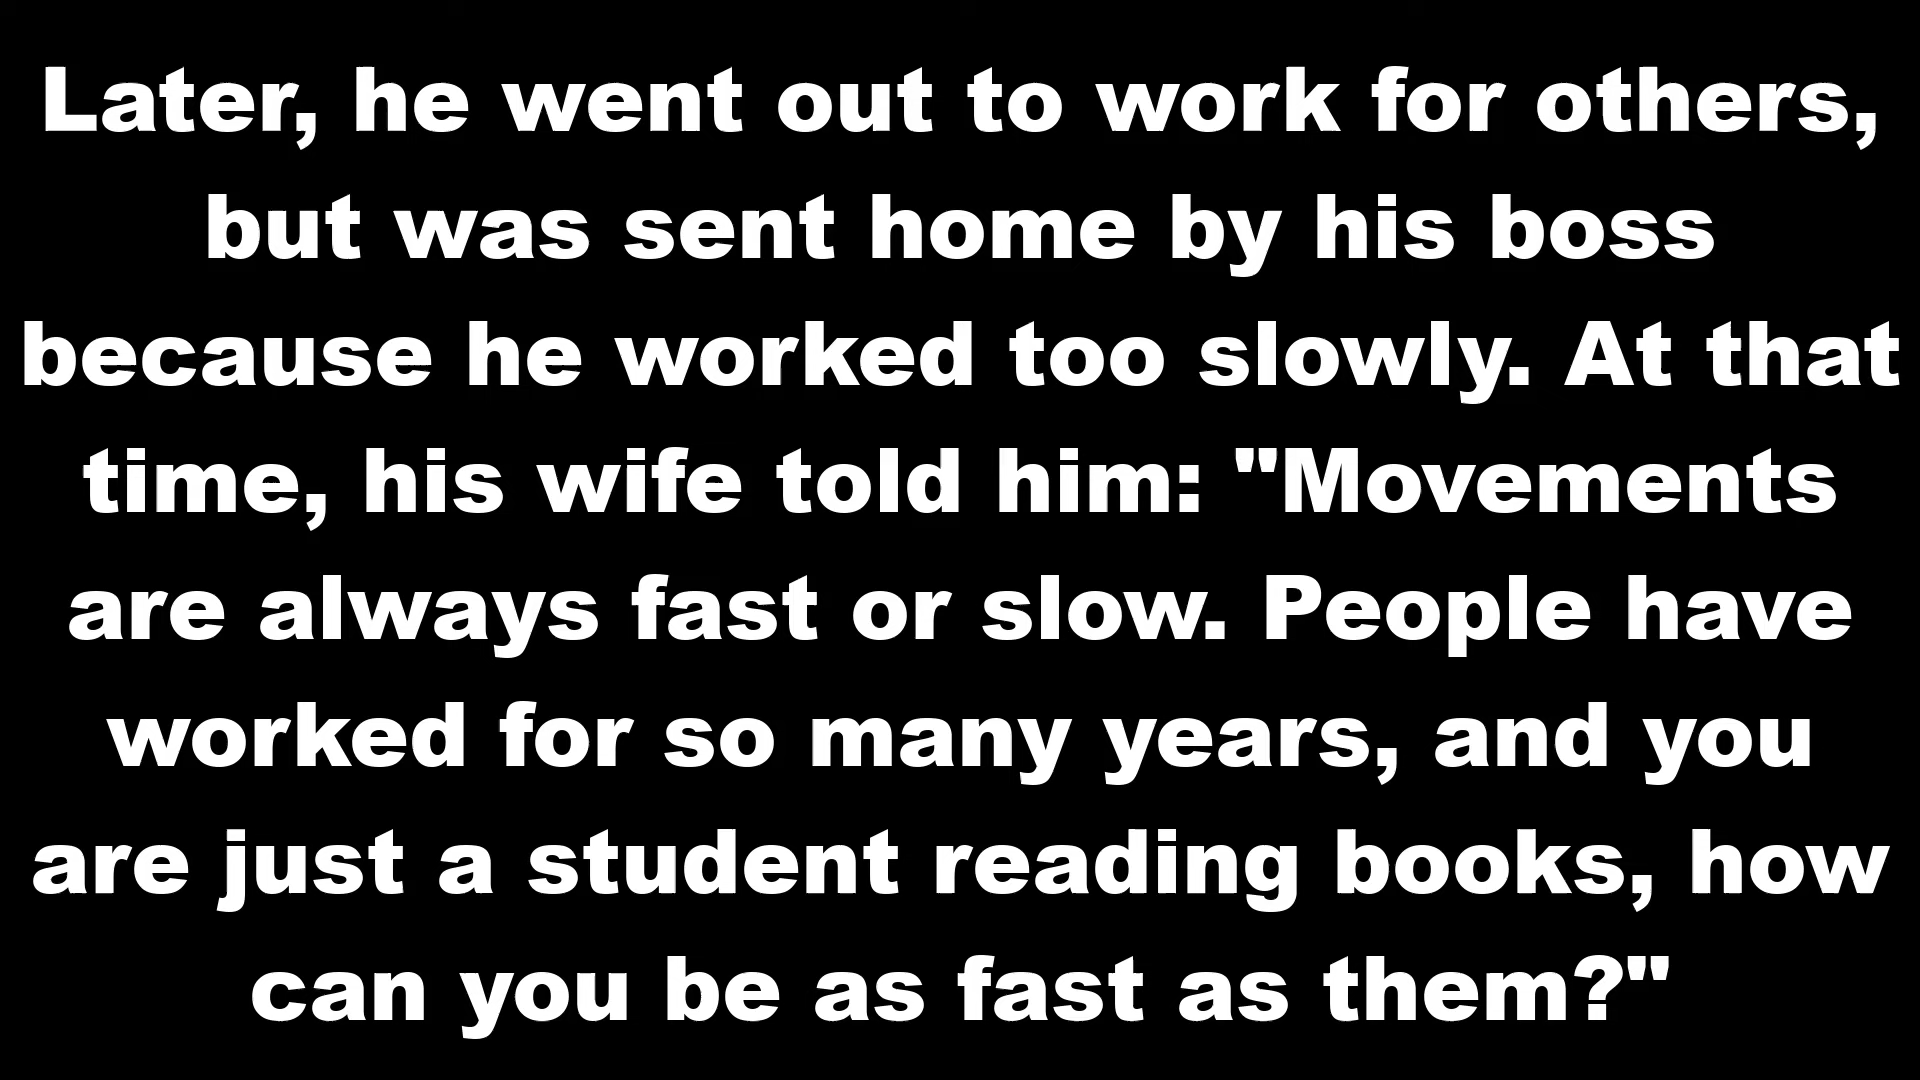 Later, he went out to work for others,
but was sent home by his boss
because he worked too slowly. At that
time, his wife told him: "Movements
are always fast or slow. People have
worked for so many years, and you
are just a student reading books, how
can you be as fast as them?"